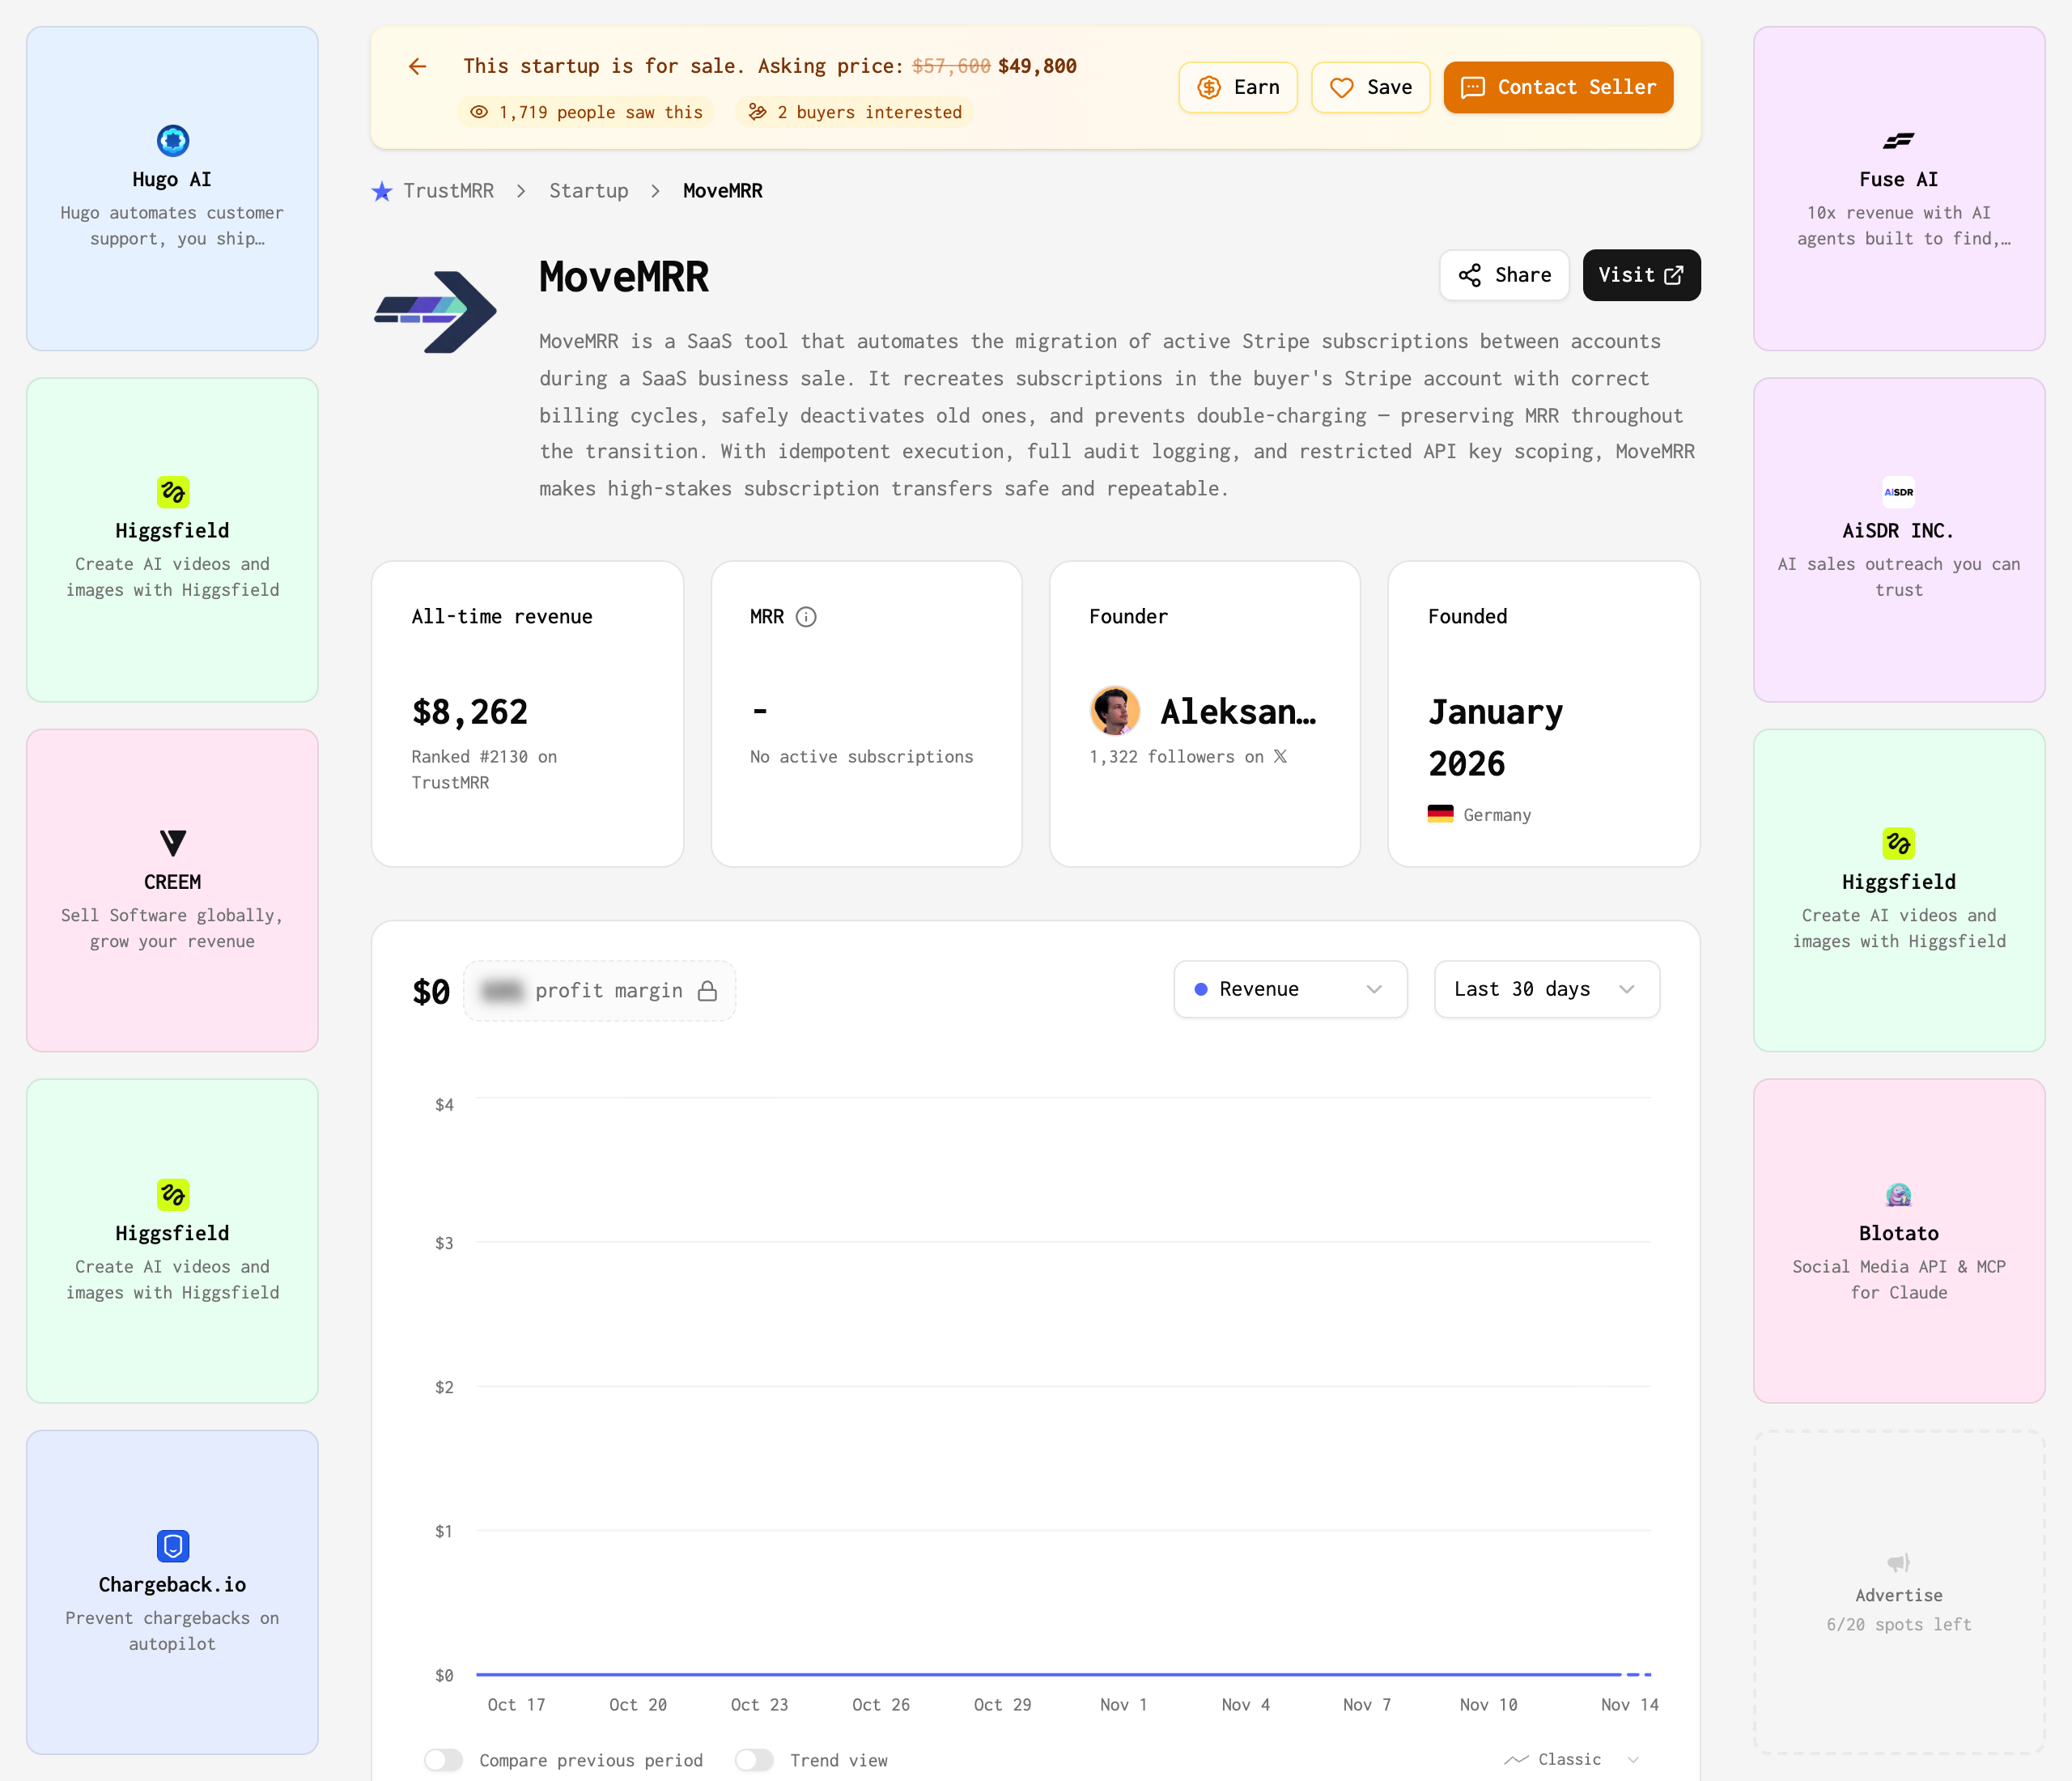 Hugo AI
Hugo automates customer
support, you ship…
Higgsfield
Create AI videos and
images with Higgsfield
CREEM
Sell Software globally,
grow your revenue
Higgsfield
Create AI videos and
images with Higgsfield
Chargeback.io
Prevent chargebacks on
autopilot
This startup is for sale. Asking price: $57,600 $49,800
1,719 people saw this
2 buyers interested
Earn
Save
Contact Seller
TrustMRR > Startup > MoveMRR
MoveMRR
Share
Visit
MoveMRR is a SaaS tool that automates the migration of active Stripe subscriptions between accounts
during a SaaS business sale. It recreates subscriptions in the buyer's Stripe account with correct
billing cycles, safely deactivates old ones, and prevents double-charging — preserving MRR throughout
the transition. With idempotent execution, full audit logging, and restricted API key scoping, MoveMRR
makes high-stakes subscription transfers safe and repeatable.
All-time revenue
$8,262
Ranked #2130 on
TrustMRR
MRR
-
No active subscriptions
Founder
Aleksan…
1,322 followers on 𝕏
Founded
January
2026
Germany
$0
profit margin
Revenue
Last 30 days
$4
$3
$2
$1
$0
Oct 17
Oct 20
Oct 23
Oct 26
Oct 29
Nov 1
Nov 4
Nov 7
Nov 10
Nov 14
Compare previous period
Trend view
Classic
Fuse AI
10x revenue with AI
agents built to find,…
AiSDR
AiSDR INC.
AI sales outreach you can
trust
Higgsfield
Create AI videos and
images with Higgsfield
Blotato
Social Media API & MCP
for Claude
Advertise
6/20 spots left